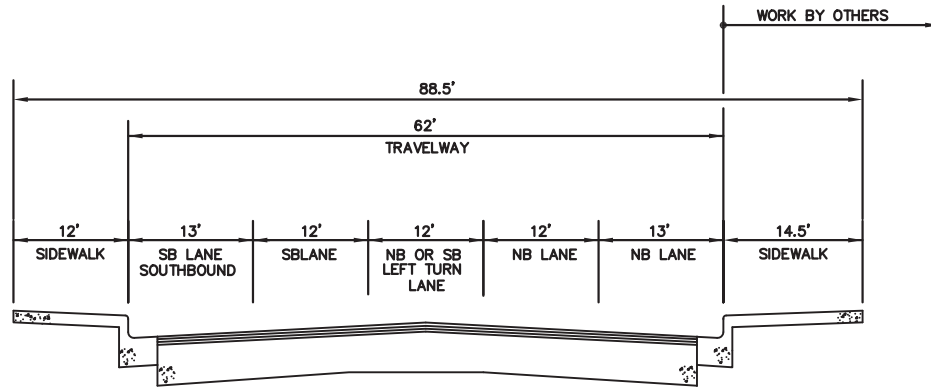 WORK BY OTHERS
88.5'
62'
TRAVELWAY
12'
SIDEWALK
13'
SB LANE
SOUTHBOUND
12'
SBLANE
12'
NB OR SB
LEFT TURN
LANE
12'
NB LANE
13'
NB LANE
14.5'
SIDEWALK